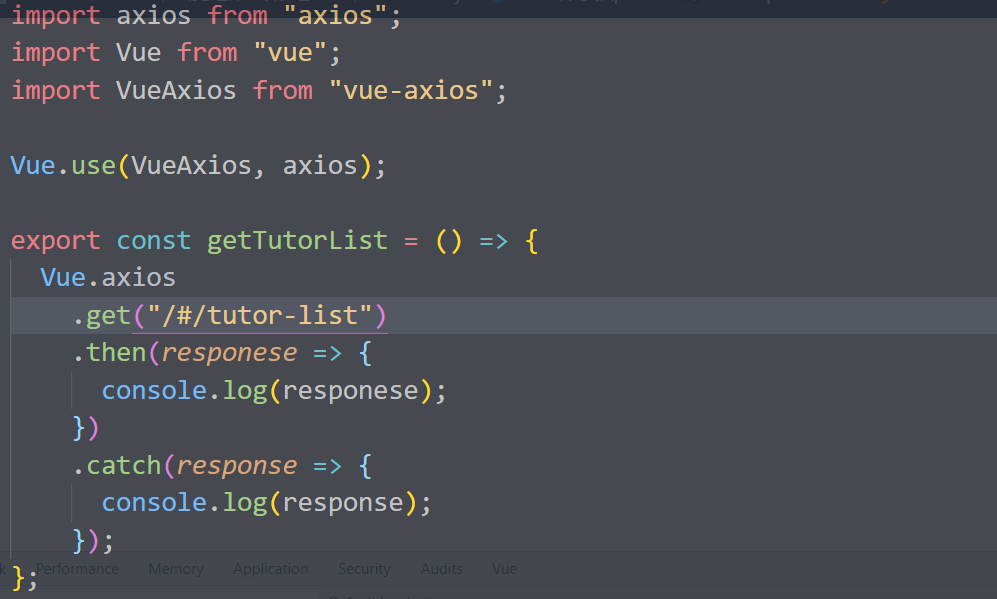 import axios from "axios";
import Vue from "vue";
import VueAxios from "vue-axios";
Vue.use(VueAxios, axios);
export const getTutorList = () => {
Vue.axios
.get("/#/tutor-list")
.then(responese => {
console.log(responese);
})
.catch(response => {
console.log(response);
});
};
Performance Memory Application Security Audits Vue